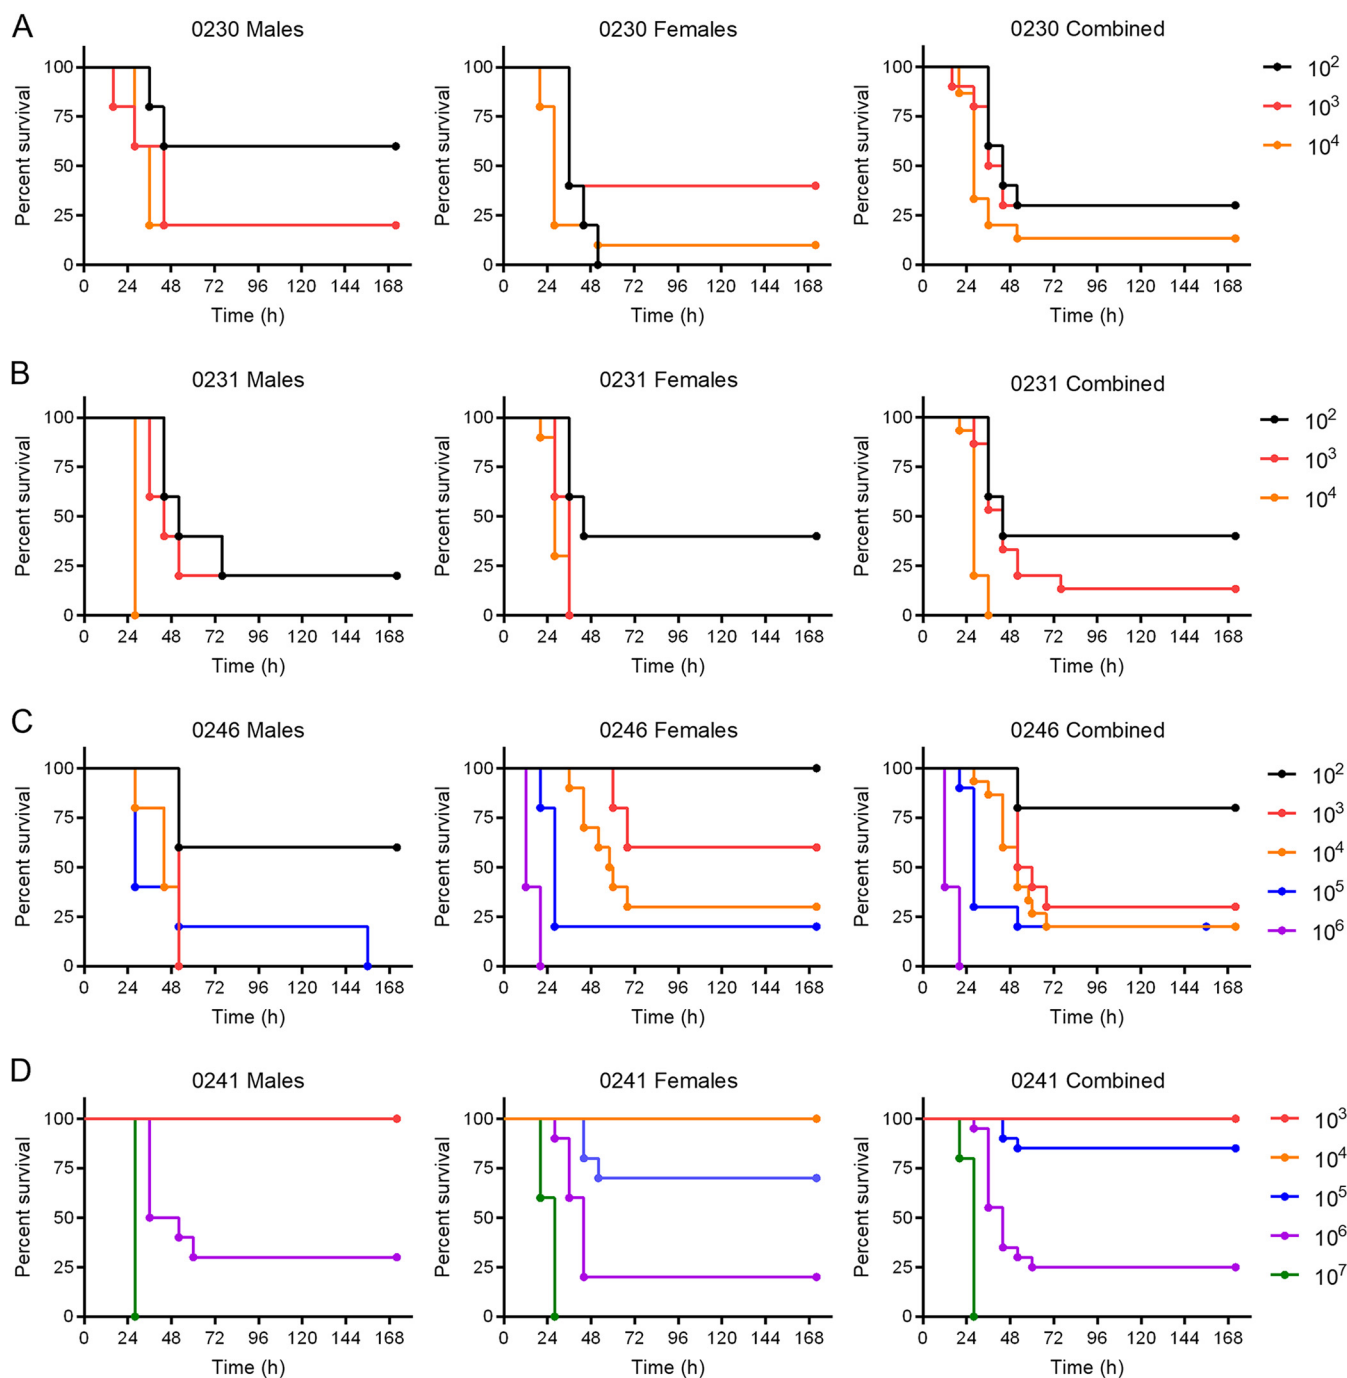 A
0230 Males
0230 Females
0230 Combined
Percent survival
100
75
50
25
0
0 24 48 72 96 120 144 168
Time (h)
Percent survival
100
75
50
25
0
0 24 48 72 96 120 144 168
Time (h)
Percent survival
100
75
50
25
0
0 24 48 72 96 120 144 168
Time (h)
10²
10³
10⁴
B
0231 Males
0231 Females
0231 Combined
Percent survival
100
75
50
25
0
0 24 48 72 96 120 144 168
Time (h)
Percent survival
100
75
50
25
0
0 24 48 72 96 120 144 168
Time (h)
Percent survival
100
75
50
25
0
0 24 48 72 96 120 144 168
Time (h)
10²
10³
10⁴
C
0246 Males
0246 Females
0246 Combined
Percent survival
100
75
50
25
0
0 24 48 72 96 120 144 168
Time (h)
Percent survival
100
75
50
25
0
0 24 48 72 96 120 144 168
Time (h)
Percent survival
100
75
50
25
0
0 24 48 72 96 120 144 168
Time (h)
10²
10³
10⁴
10⁵
10⁶
D
0241 Males
0241 Females
0241 Combined
Percent survival
100
75
50
25
0
0 24 48 72 96 120 144 168
Time (h)
Percent survival
100
75
50
25
0
0 24 48 72 96 120 144 168
Time (h)
Percent survival
100
75
50
25
0
0 24 48 72 96 120 144 168
Time (h)
10³
10⁴
10⁵
10⁶
10⁷